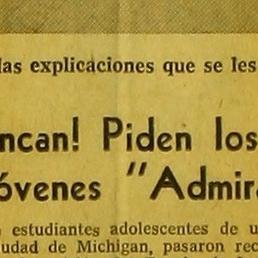 las explicaciones que se les
ncan! Piden los
óvenes "Admira
estudiantes adolescentes de u
udad de Michigan, pasaron rec